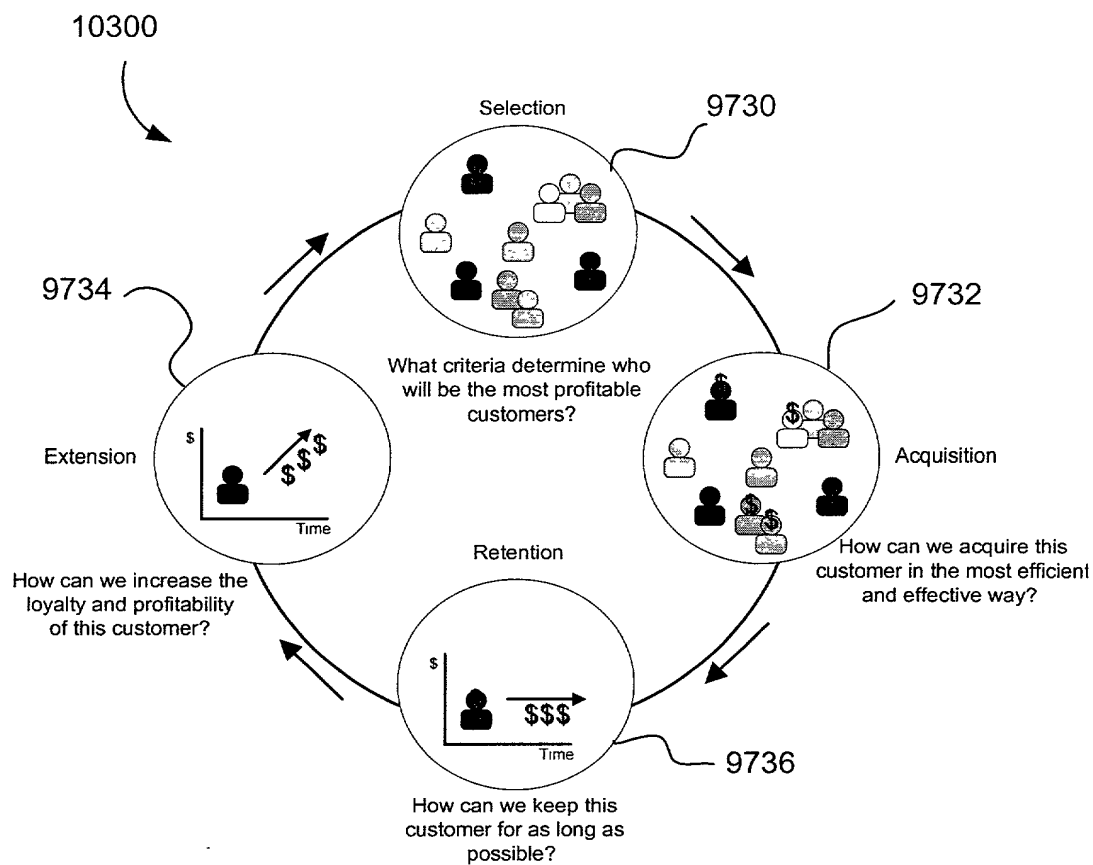 10300
Selection
9730
What criteria determine who
will be the most profitable
customers?
9732
$
$
$
$
Acquisition
How can we acquire this
customer in the most efficient
and effective way?
9734
Extension
$
$$$
Time
How can we increase the
loyalty and profitability
of this customer?
Retention
$
$$$
Time
9736
How can we keep this
customer for as long as
possible?